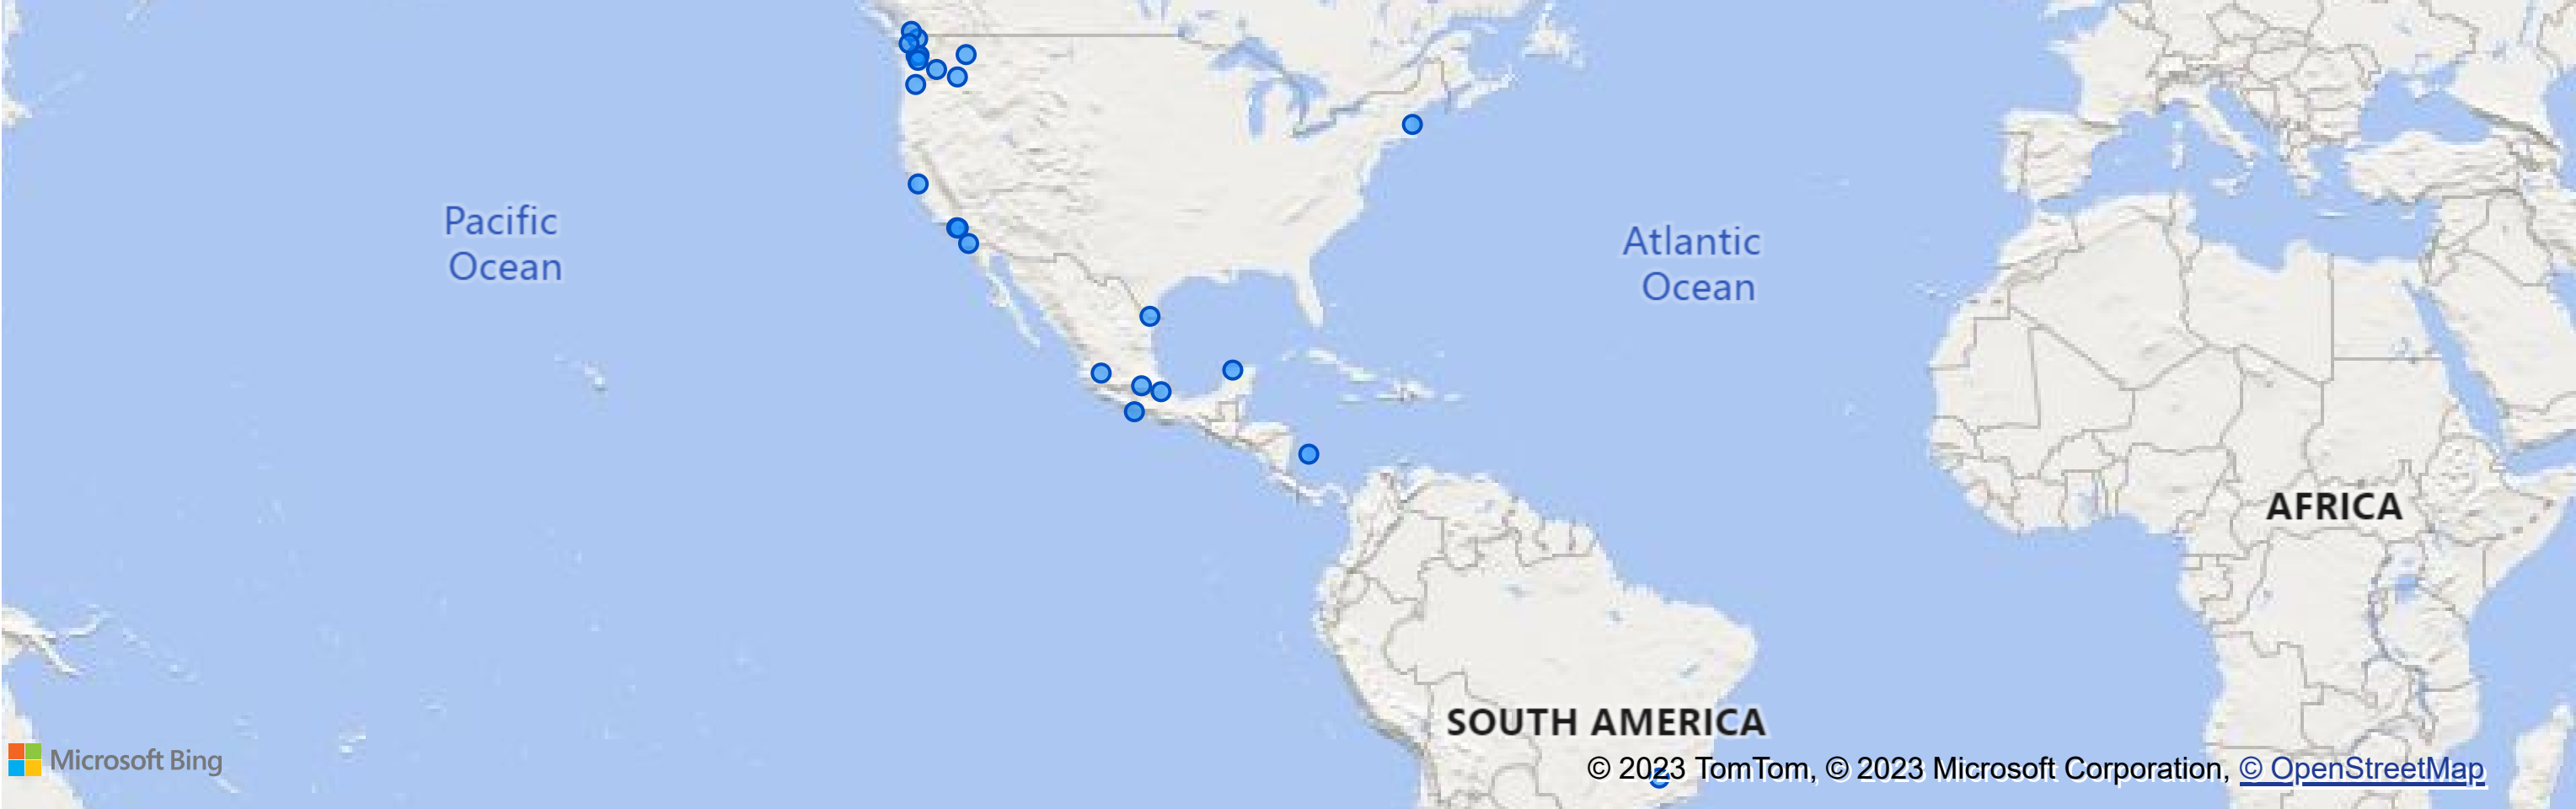 Pacific
Ocean
Atlantic
Ocean
AFRICA
SOUTH AMERICA
Microsoft Bing
© 2023 TomTom, © 2023 Microsoft Corporation, © OpenStreetMap